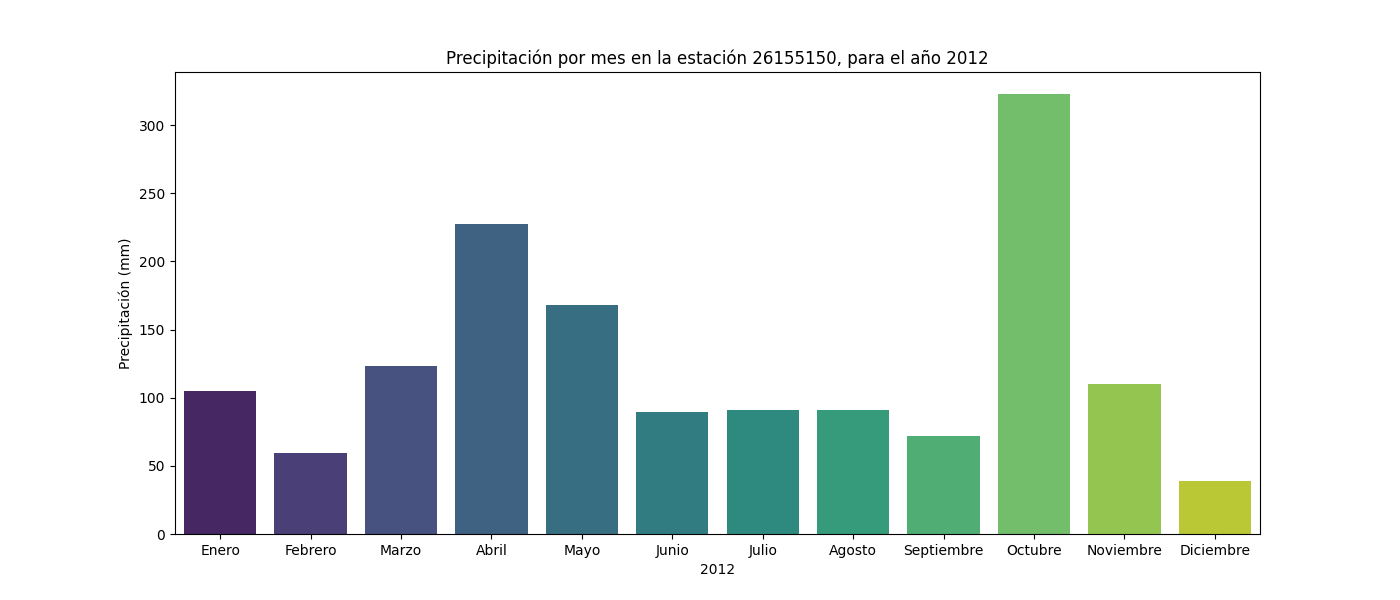 Precipitación por mes en la estación 26155150, para el año 2012
Precipitación (mm)
300
250
200
150
100
50
0
Enero Febrero Marzo Abril Mayo Junio Julio Agosto Septiembre Octubre Noviembre Diciembre
2012